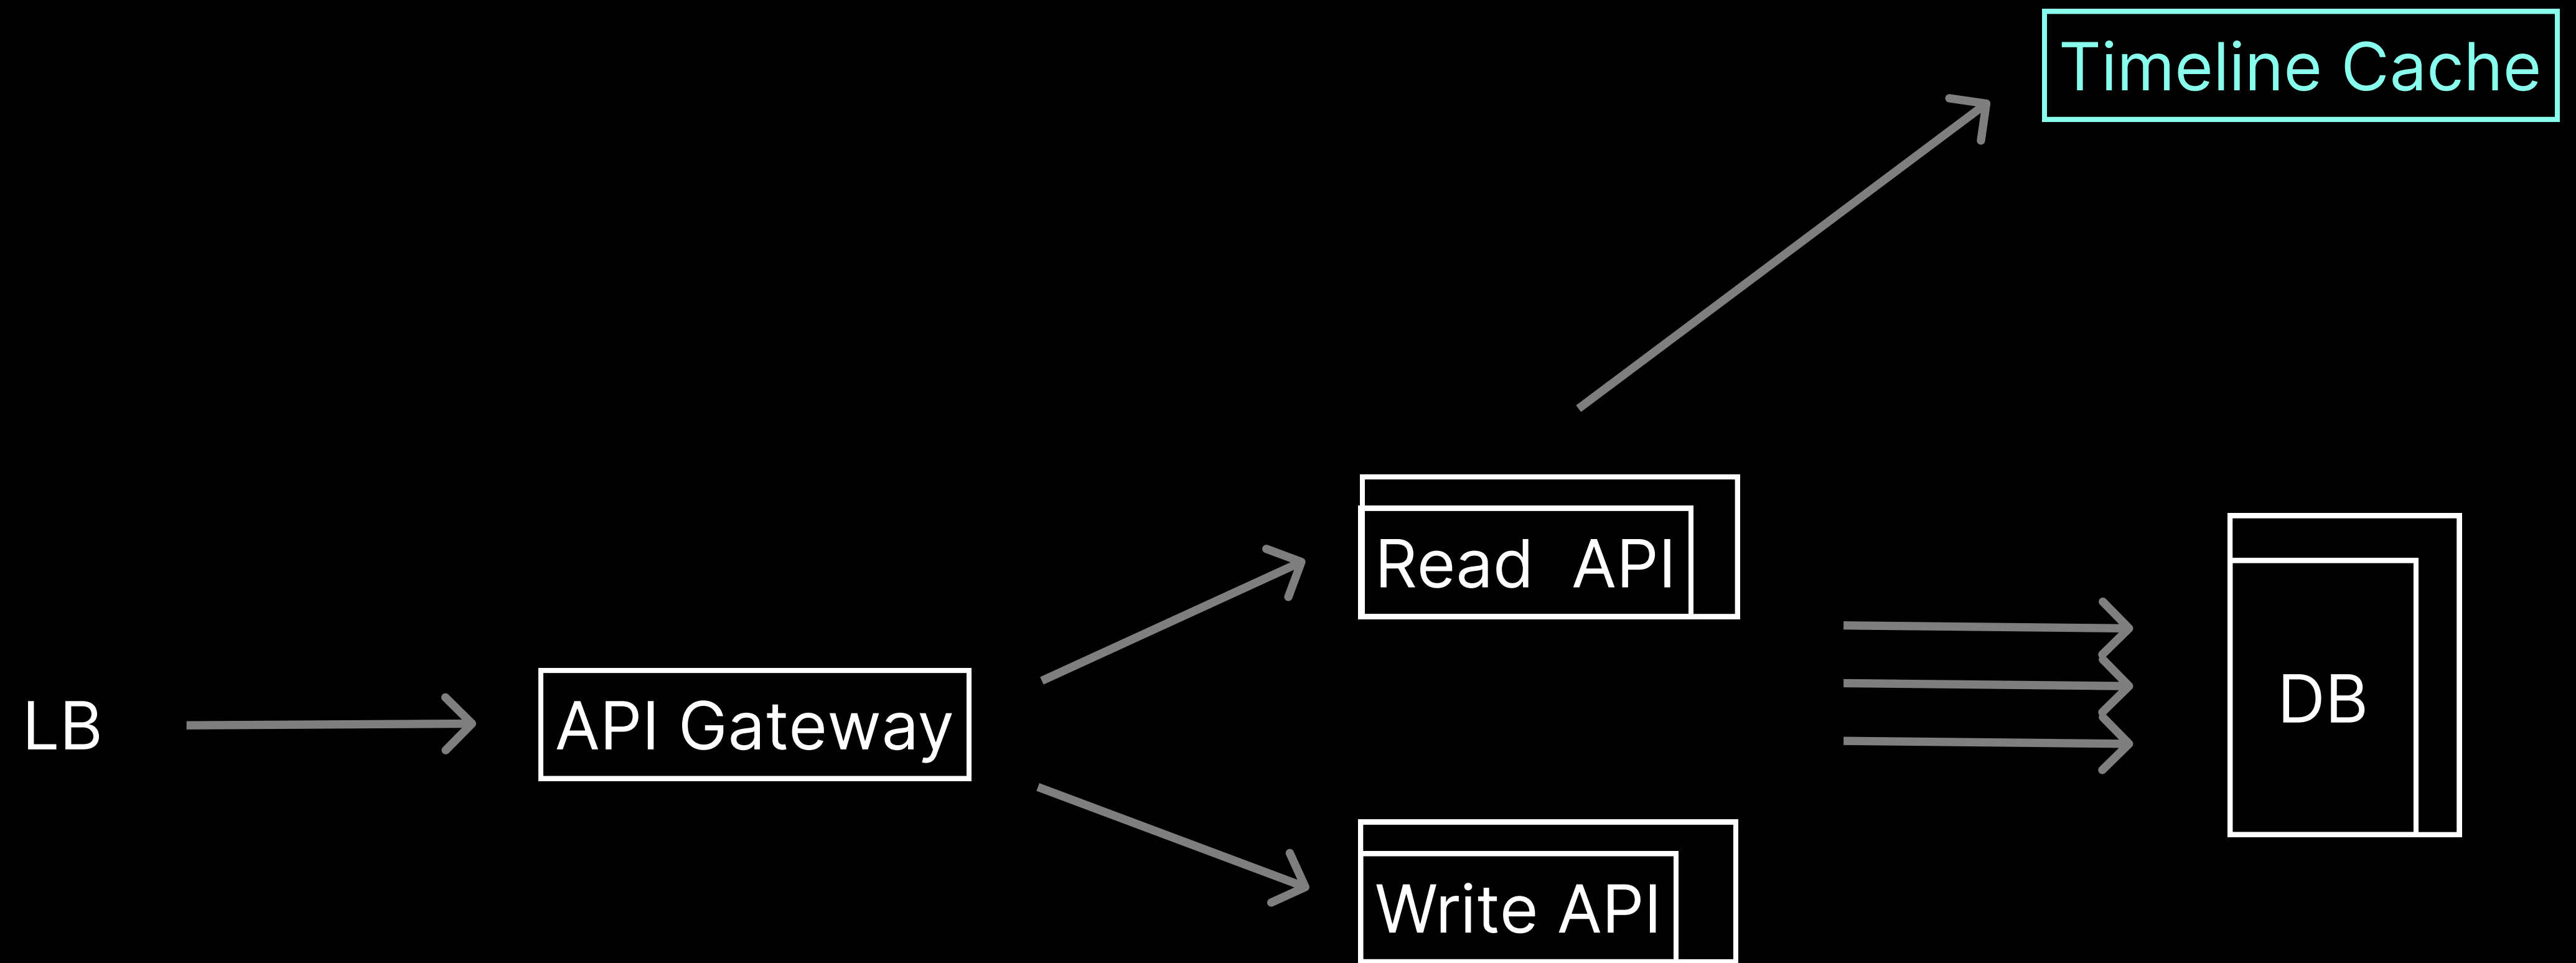 Timeline Cache
Read API
LB
API Gateway
DB
Write API